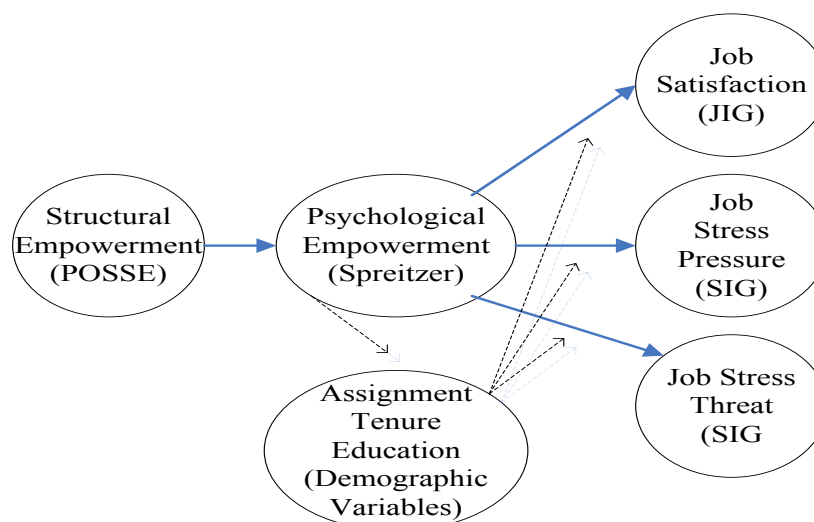 Structural
Empowerment
(POSSE)
Psychological
Empowerment
(Spreitzer)
Job
Satisfaction
(JIG)
Job
Stress
Pressure
(SIG)
Job Stress
Threat
(SIG
Assignment
Tenure
Education
(Demographic
Variables)